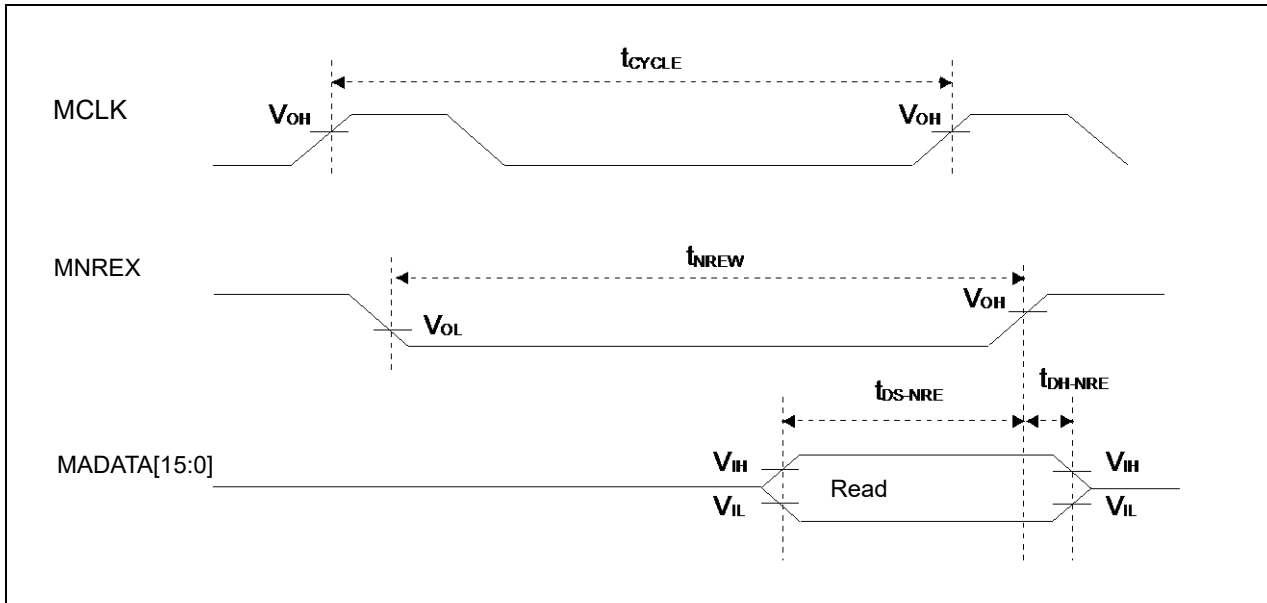 tCYCLE
MCLK
VOH
VOH
tNREW
MNREX
VOH
VOL
tDS-NRE
tDH-NRE
MADATA[15:0]
VIH
Read
VIH
VIL
VIL